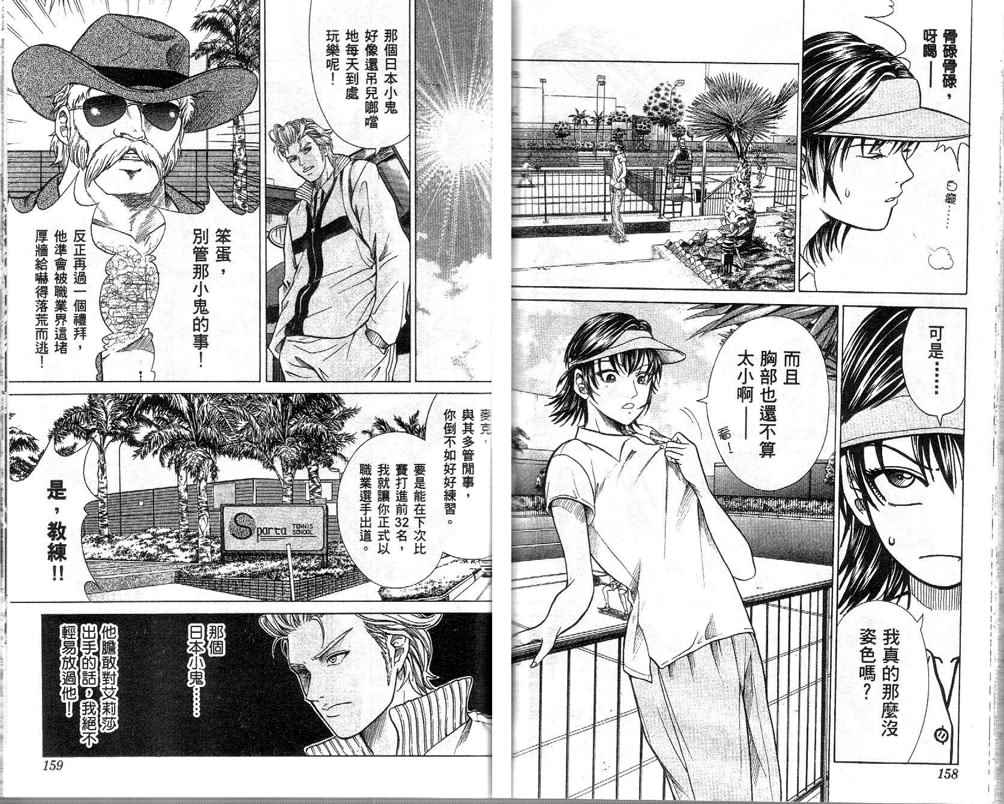 骨碌骨碌，
呀喝——
可是……
我真的那麼沒
姿色嗎？
而且
胸部也還不算
太小啊——
158
那個日本小鬼
好像還吊兒啷噹
地每天到處
玩樂呢！
笨蛋，
別管那小鬼的事！
反正再過一個禮拜，
他準會被職業界這堵
厚牆給嚇得落荒而逃！
麥克，
與其多管閒事，
你倒不如好好練習。
要是能在下次比
賽打進前32名，
我就讓你正式以
職業選手出道。
Sparta TENNIS
SCHOOL
是，教練！！
那個
日本小鬼……
他膽敢對艾莉莎
出手的話，我絕不
輕易放過他！
159